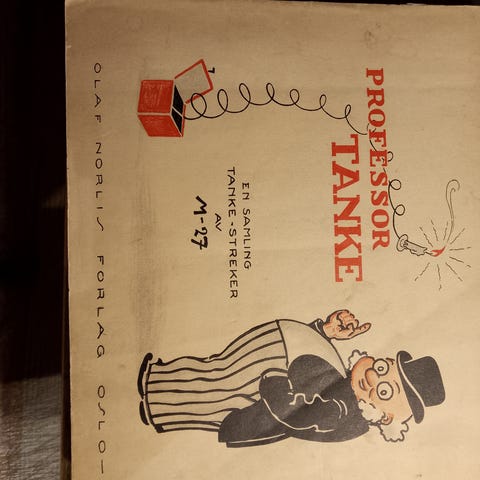 PROFESSOR
TANKE
EN SAMLING
TANKE-STREKER
AV
M-27
OLAF NORLIS FORLAG OSLO